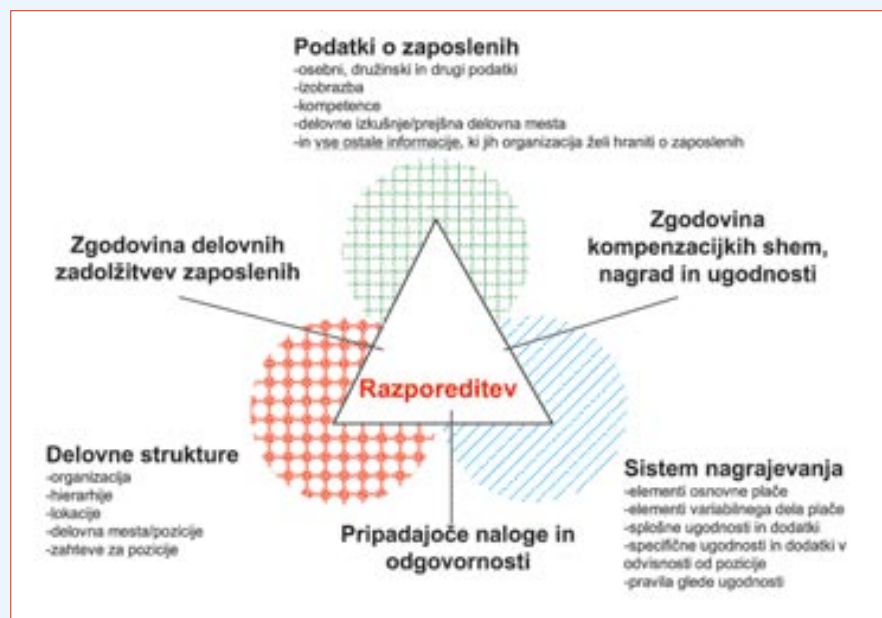 Podatki o zaposlenih
-osebni, družinski in drugi podatki
-izobrazba
-kompetence
-delovne izkušnje/prejšna delovna mesta
-in vse ostale informacije, ki jih organizacija želi hraniti o zaposlenih
Zgodovina delovnih
zadolžitvev zaposlenih
Zgodovina
kompenzacijkih shem,
nagrad in ugodnosti
Razporeditev
Delovne strukture
-organizacija
-hierarhije
-lokacije
-delovna mesta/pozicije
-zahteve za pozicije
Pripadajoče naloge in
odgovornosti
Sistem nagrajevanja
-elementi osnovne plače
-elementi variabilnega dela plače
-splošne ugodnosti in dodatki
-specifične ugodnosti in dodatki v
odvisnosti od pozicije
-pravila glede ugodnosti